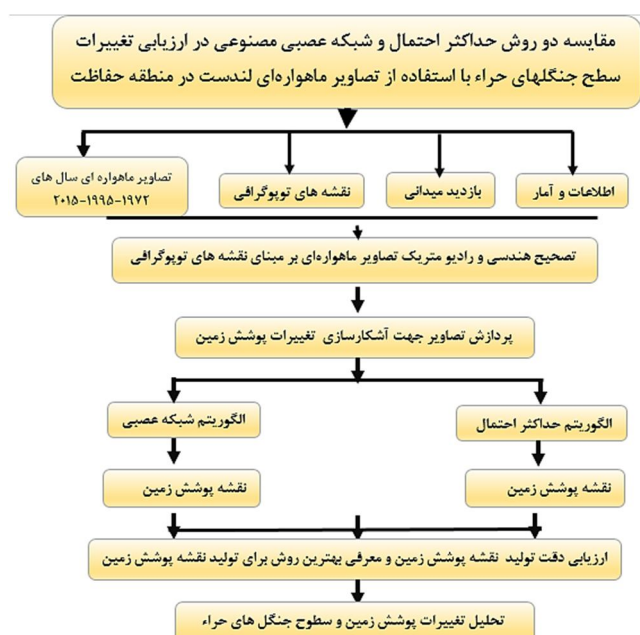 مقایسه دو روش حداکثر احتمال و شبکه عصبی مصنوعی در ارزیابی تغییرات
سطح جنگلهای حراء با استفاده از تصاویر ماهواره‌ای لندست در منطقه حفاظت
اطلاعات و آمار
بازدید میدانی
نقشه های توپوگرافی
تصاویر ماهواره ای سال های
۲۰۱۵-۱۹۹۵-۱۹۷۲
تصحیح هندسی و رادیو متریک تصاویر ماهواره‌ای بر مبنای نقشه های توپوگرافی
پردازش تصاویر جهت آشکارسازی تغییرات پوشش زمین
الگوریتم حداکثر احتمال
الگوریتم شبکه عصبی
نقشه پوشش زمین
نقشه پوشش زمین
ارزیابی دقت تولید نقشه پوشش زمین و معرفی بهترین روش برای تولید نقشه پوشش زمین
تحلیل تغییرات پوشش زمین و سطوح جنگل های حراء